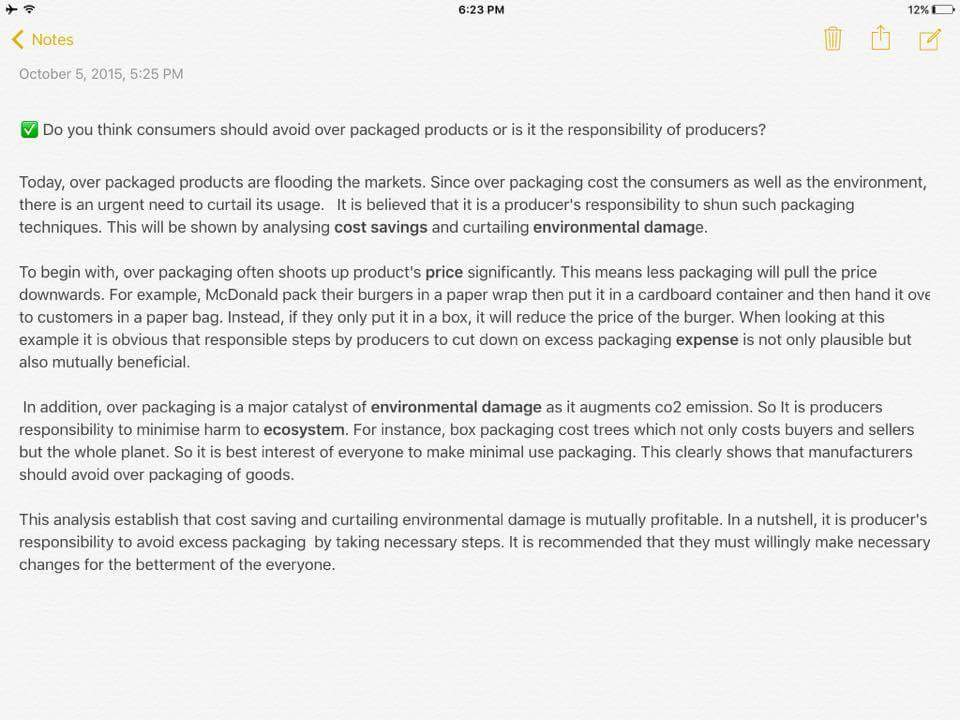 6:23 PM
12%
Notes
October 5, 2015, 5:25 PM
✅ Do you think consumers should avoid over packaged products or is it the responsibility of producers?
Today, over packaged products are flooding the markets. Since over packaging cost the consumers as well as the environment,
there is an urgent need to curtail its usage.   It is believed that it is a producer's responsibility to shun such packaging
techniques. This will be shown by analysing cost savings and curtailing environmental damage.
To begin with, over packaging often shoots up product's price significantly. This means less packaging will pull the price
downwards. For example, McDonald pack their burgers in a paper wrap then put it in a cardboard container and then hand it ove
to customers in a paper bag. Instead, if they only put it in a box, it will reduce the price of the burger. When looking at this
example it is obvious that responsible steps by producers to cut down on excess packaging expense is not only plausible but
also mutually beneficial.
In addition, over packaging is a major catalyst of environmental damage as it augments co2 emission. So It is producers
responsibility to minimise harm to ecosystem. For instance, box packaging cost trees which not only costs buyers and sellers
but the whole planet. So it is best interest of everyone to make minimal use packaging. This clearly shows that manufacturers
should avoid over packaging of goods.
This analysis establish that cost saving and curtailing environmental damage is mutually profitable. In a nutshell, it is producer's
responsibility to avoid excess packaging  by taking necessary steps. It is recommended that they must willingly make necessary
changes for the betterment of the everyone.